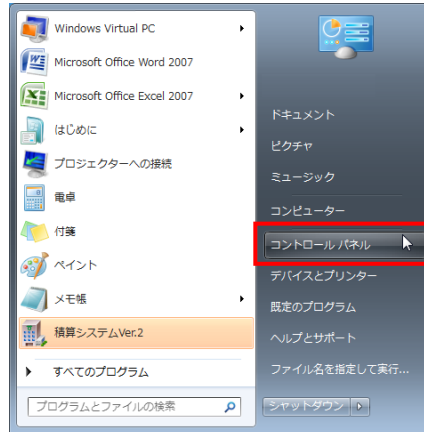 Windows Virtual PC
Microsoft Office Word 2007
Microsoft Office Excel 2007
はじめに
プロジェクターへの接続
電卓
付箋
ペイント
メモ帳
積算システムVer.2
すべてのプログラム
プログラムとファイルの検索
ドキュメント
ピクチャ
ミュージック
コンピューター
コントロール パネル
デバイスとプリンター
既定のプログラム
ヘルプとサポート
ファイル名を指定して実行...
シャットダウン